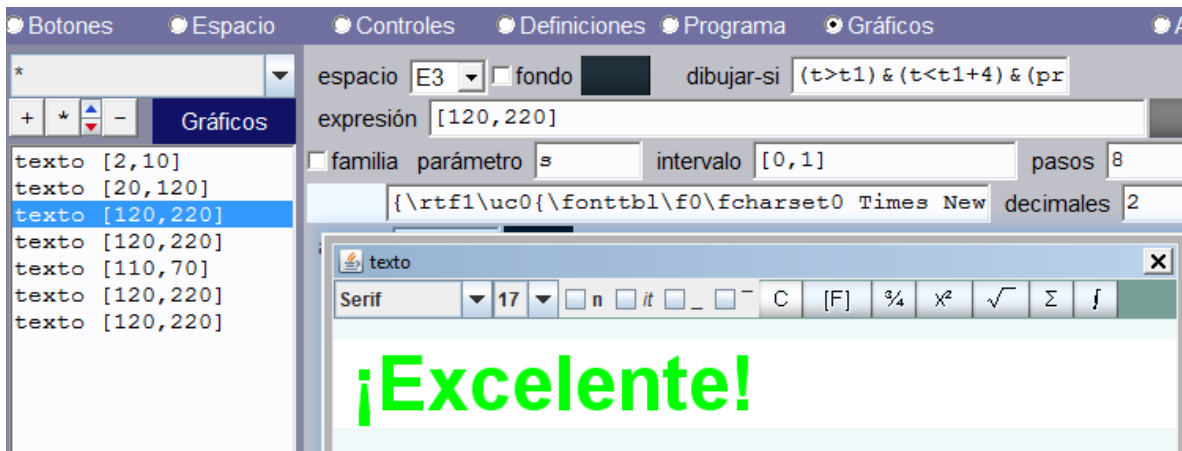 Botones Espacio Controles Definiciones Programa Gráficos
* espacio E3 fondo dibujar-si (t>t1)&(t<t1+4)&(pr
+ * - Gráficos expresión [120,220]
texto [2,10] familia parámetro s intervalo [0,1] pasos 8
texto [20,120] {\rtf1\uc0{\fonttbl\f0\fcharset0 Times New decimales 2
texto [120,220]
texto [120,220]
texto [110,70]
texto [120,220]
texto [120,220]
texto
Serif 17 n it _ ¯ C [F] ¾ x² √ Σ ∫
¡Excelente!